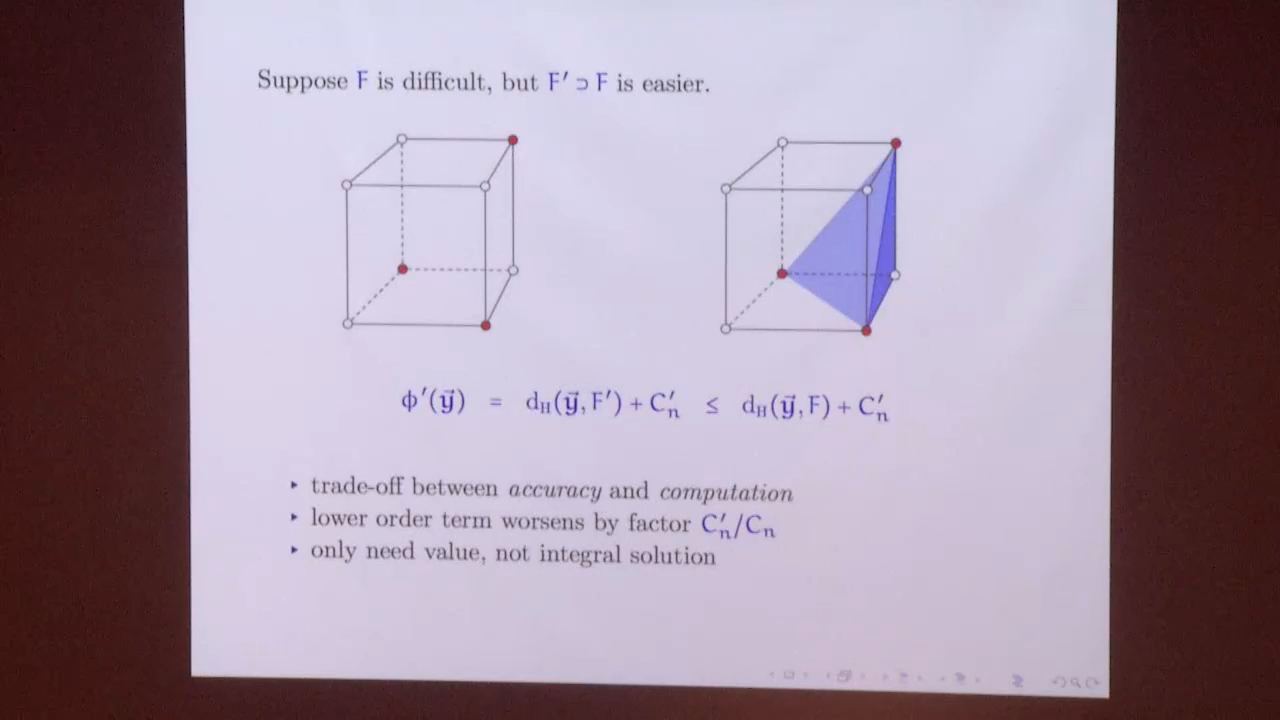 Suppose F is difficult, but F′ ⊃ F is easier.
ϕ′(y⃗) = d_H(y⃗, F′) + C′_n ≤ d_H(y⃗, F) + C′_n
▸ trade-off between accuracy and computation
▸ lower order term worsens by factor C′_n/C_n
▸ only need value, not integral solution